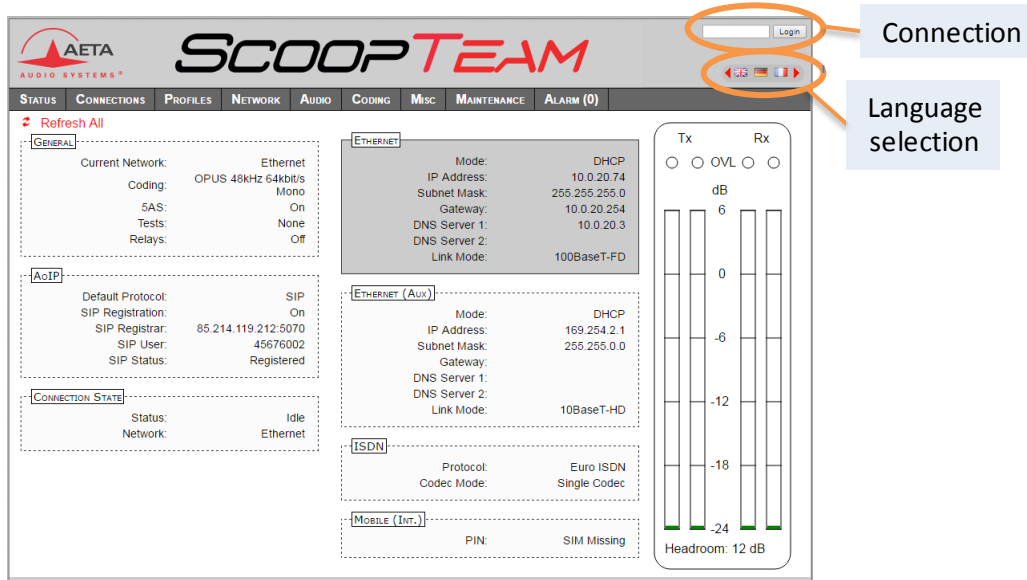 AETA
AUDIO SYSTEMS®
SCOOPTEAM
Login
Connection
Language
selection
STATUS CONNECTIONS PROFILES NETWORK AUDIO CODING MISC MAINTENANCE ALARM (0)
Refresh All
GENERAL
Current Network: Ethernet
Coding: OPUS 48kHz 64kbit/s
Mono
5AS: On
Tests: None
Relays: Off
AOIP
Default Protocol: SIP
SIP Registration: On
SIP Registrar: 85.214.119.212:5070
SIP User: 45676002
SIP Status: Registered
CONNECTION STATE
Status: Idle
Network: Ethernet
ETHERNET
Mode: DHCP
IP Address: 10.0.20.74
Subnet Mask: 255.255.255.0
Gateway: 10.0.20.254
DNS Server 1: 10.0.20.3
DNS Server 2:
Link Mode: 100BaseT-FD
ETHERNET (AUX)
Mode: DHCP
IP Address: 169.254.2.1
Subnet Mask: 255.255.0.0
Gateway:
DNS Server 1:
DNS Server 2:
Link Mode: 10BaseT-HD
ISDN
Protocol: Euro ISDN
Codec Mode: Single Codec
MOBILE (INT.)
PIN: SIM Missing
Tx Rx
OVL
dB
6
0
-6
-12
-18
-24
Headroom: 12 dB